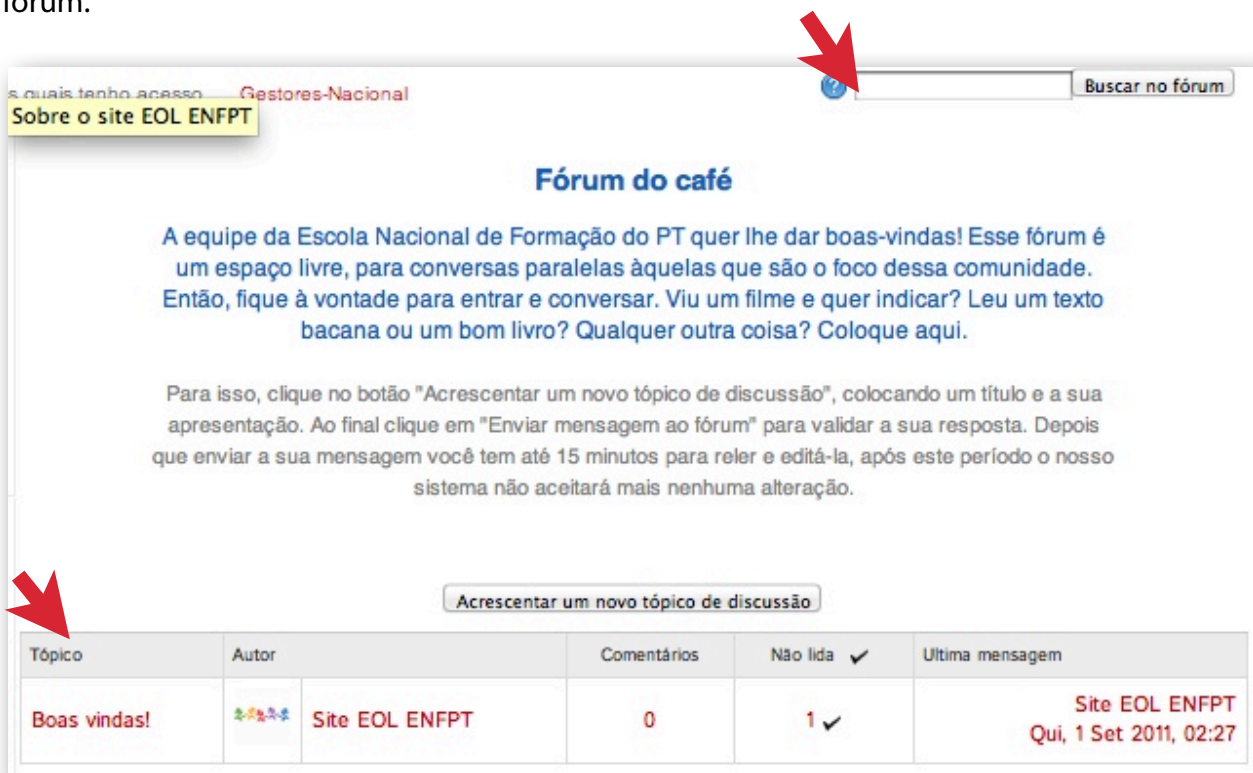 fórum.
s quais tenho acesso Gestores-Nacional
Buscar no fórum
Sobre o site EOL ENFPT
Fórum do café
A equipe da Escola Nacional de Formação do PT quer lhe dar boas-vindas! Esse fórum é
um espaço livre, para conversas paralelas àquelas que são o foco dessa comunidade.
Então, fique à vontade para entrar e conversar. Viu um filme e quer indicar? Leu um texto
bacana ou um bom livro? Qualquer outra coisa? Coloque aqui.
Para isso, clique no botão "Acrescentar um novo tópico de discussão", colocando um título e a sua
apresentação. Ao final clique em "Enviar mensagem ao fórum" para validar a sua resposta. Depois
que enviar a sua mensagem você tem até 15 minutos para reler e editá-la, após este período o nosso
sistema não aceitará mais nenhuma alteração.
Acrescentar um novo tópico de discussão
Tópico Autor Comentários Não lida Ultima mensagem
Boas vindas! Site EOL ENFPT 0 1 Site EOL ENFPT
Qui, 1 Set 2011, 02:27